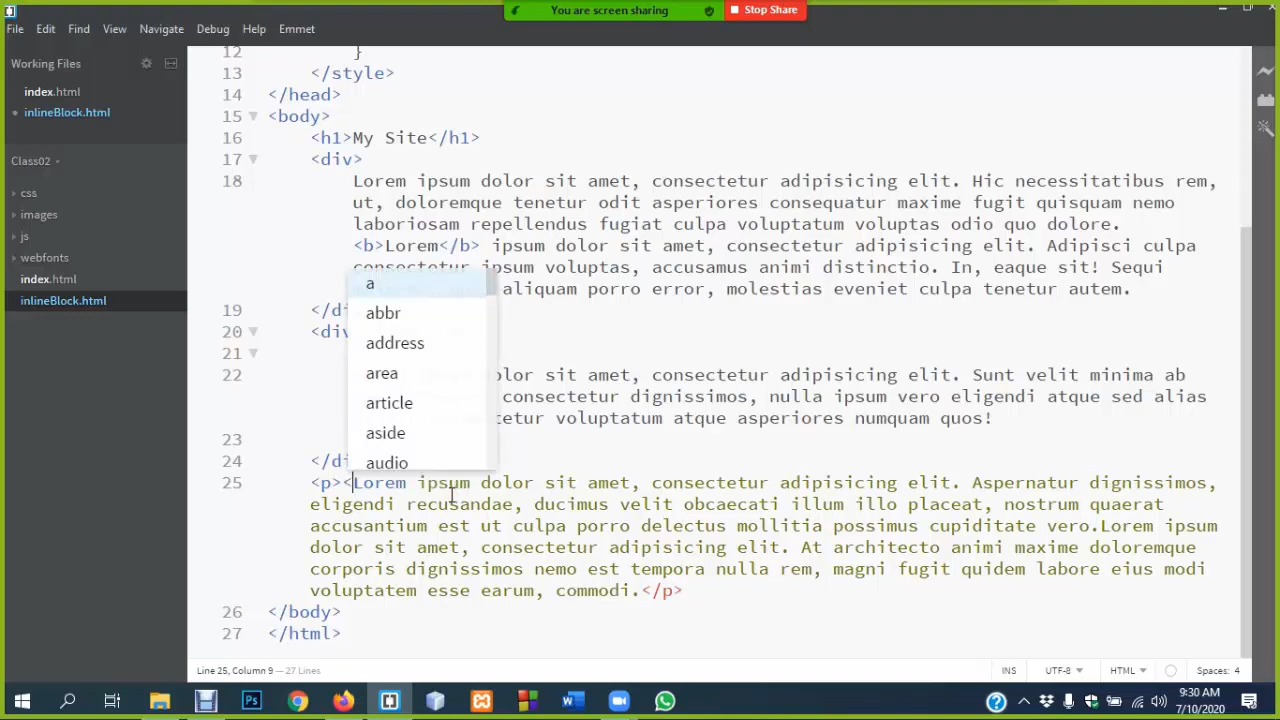 You are screen sharing
Stop Share
File Edit Find View Navigate Debug Help Emmet
Working Files
index.html
inlineBlock.html
Class02
css
images
js
webfonts
index.html
inlineBlock.html
12 }
13 </style>
14 </head>
15 <body>
16 <h1>My Site</h1>
17 <div>
18 Lorem ipsum dolor sit amet, consectetur adipisicing elit. Hic necessitatibus rem,
ut, doloremque tenetur odit asperiores consequatur maxime fugit quisquam nemo
laboriosam repellendus fugiat culpa voluptatum voluptas odio quo dolore.
<b>Lorem</b> ipsum dolor sit amet, consectetur adipisicing elit. Adipisci culpa
consectetur ipsum voluptas, accusamus animi distinctio. In, eaque sit! Sequi
aliquam porro error, molestias eveniet culpa tenetur autem.
19 </di
20 <div
21
22 dolor sit amet, consectetur adipisicing elit. Sunt velit minima ab
consectetur dignissimos, nulla ipsum vero eligendi atque sed alias
ctetur voluptatum atque asperiores numquam quos!
23
24 </di
a
abbr
address
area
article
aside
audio
25 <p><Lorem ipsum dolor sit amet, consectetur adipisicing elit. Aspernatur dignissimos,
eligendi recusandae, ducimus velit obcaecati illum illo placeat, nostrum quaerat
accusantium est ut culpa porro delectus mollitia possimus cupiditate vero.Lorem ipsum
dolor sit amet, consectetur adipisicing elit. At architecto animi maxime doloremque
corporis dignissimos nemo est tempora nulla rem, magni fugit quidem labore eius modi
voluptatem esse earum, commodi.</p>
26 </body>
27 </html>
Line 25, Column 9 — 27 Lines
INS UTF-8 HTML Spaces: 4
9:30 AM
7/10/2020